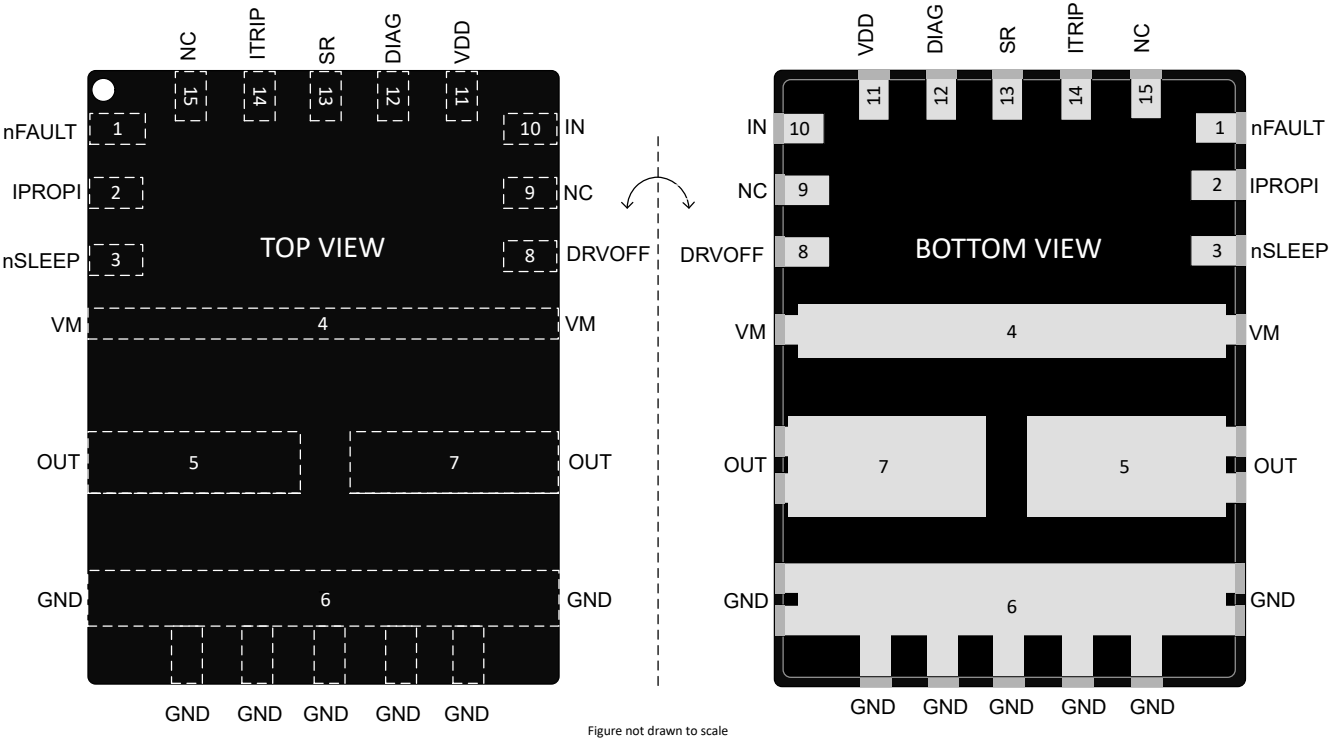 NC ITRIP SR DIAG VDD
15 14 13 12 11
nFAULT 1 10 IN
IPROPI 2 9 NC
TOP VIEW
nSLEEP 3 8 DRVOFF
VM 4 VM
OUT 5 7 OUT
GND 6 GND
GND GND GND GND GND
VDD DIAG SR ITRIP NC
11 12 13 14 15
IN 10 1 nFAULT
NC 9 2 IPROPI
BOTTOM VIEW
DRVOFF 8 3 nSLEEP
VM 4 VM
OUT 7 5 OUT
GND 6 GND
GND GND GND GND GND
Figure not drawn to scale